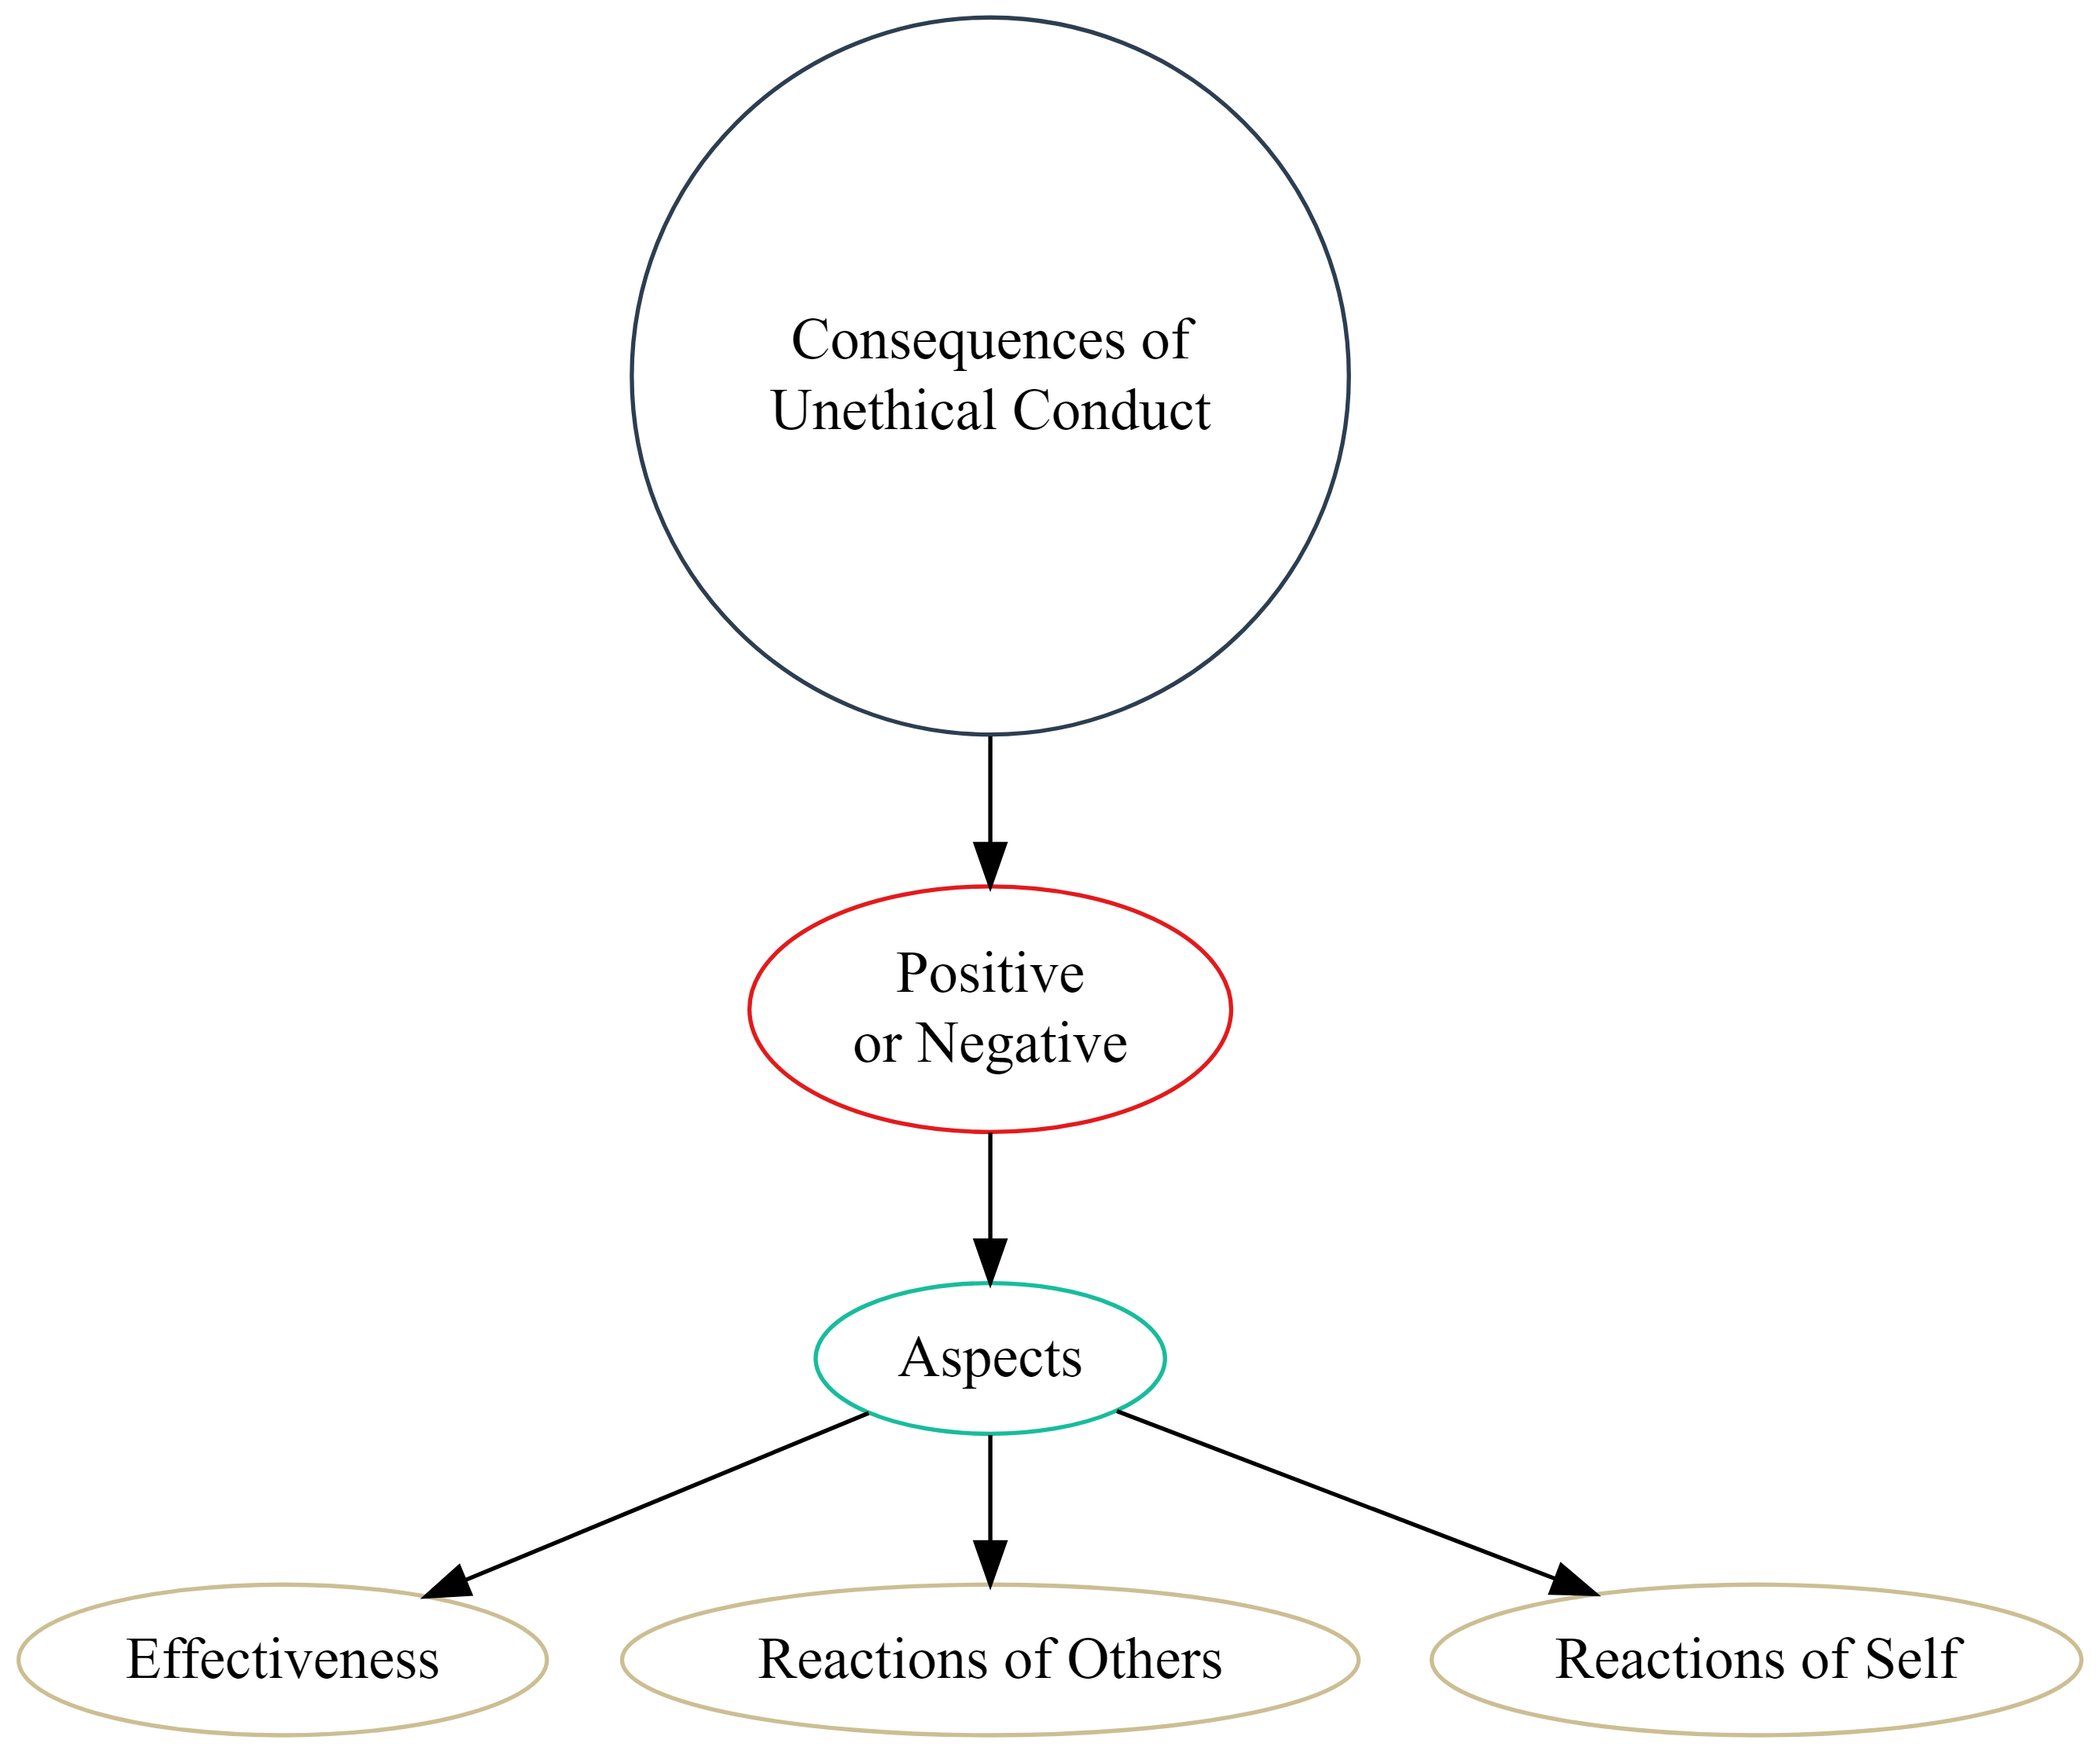 Consequences of
Unethical Conduct
Positive
or Negative
Aspects
Effectiveness
Reactions of Others
Reactions of Self